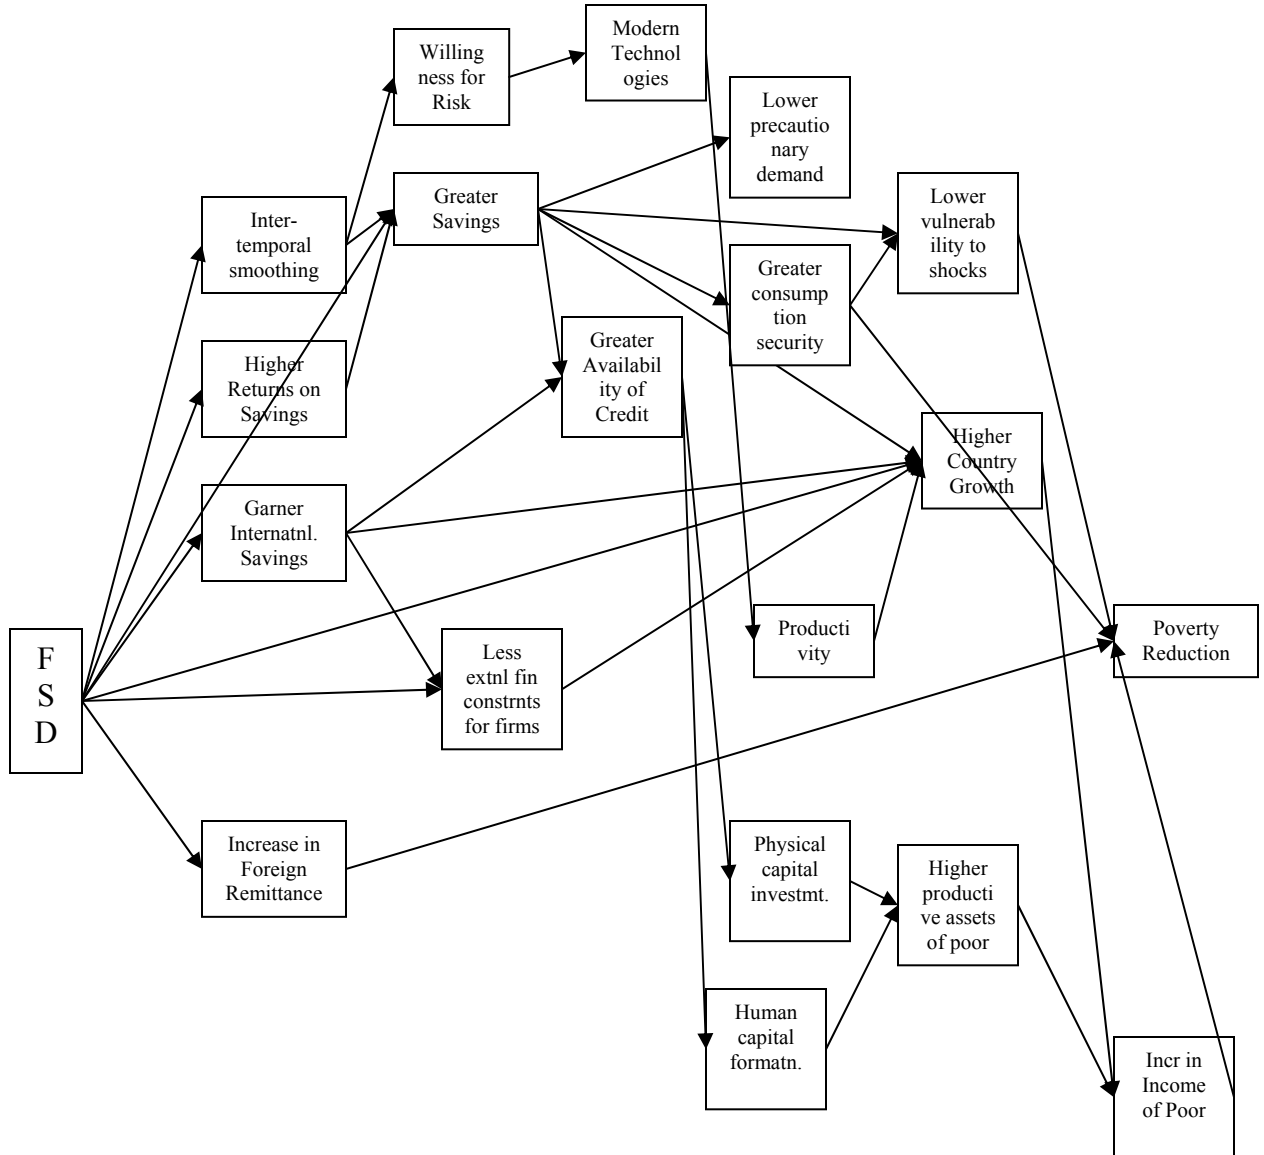 Modern
Technol
ogies
Willing
ness for
Risk
Lower
precautio
nary
demand
Greater
Savings
Lower
vulnerab
ility to
shocks
Inter-
temporal
smoothing
Greater
consump
tion
security
Greater
Availabil
ity of
Credit
Higher
Returns on
Savings
Higher
Country
Growth
Garner
Internatnl.
Savings
F
S
D
Less
extnl fin
constrnts
for firms
Producti
vity
Poverty
Reduction
Increase in
Foreign
Remittance
Physical
capital
investmt.
Higher
producti
ve assets
of poor
Human
capital
formatn.
Incr in
Income
of Poor